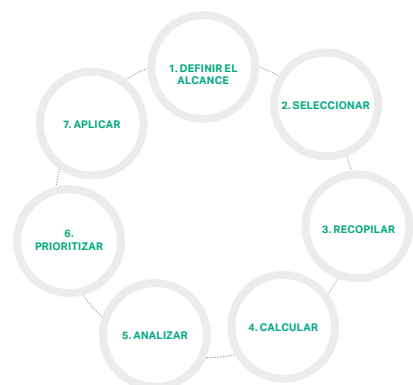 1. DEFINIR EL
ALCANCE
2. SELECCIONAR
3. RECOPILAR
4. CALCULAR
5. ANALIZAR
6.
PRIORITIZAR
7. APLICAR